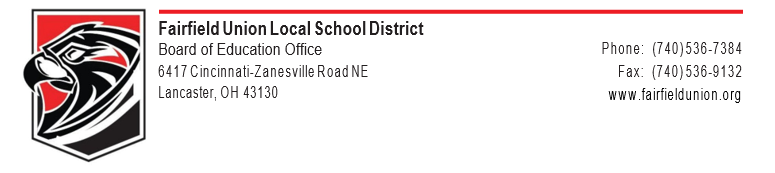 Fairfield Union Local School District
Board of Education Office
6417 Cincinnati-Zanesville Road NE
Lancaster, OH 43130
Phone: (740) 536-7384
Fax: (740) 536-9132
www.fairfieldunion.org